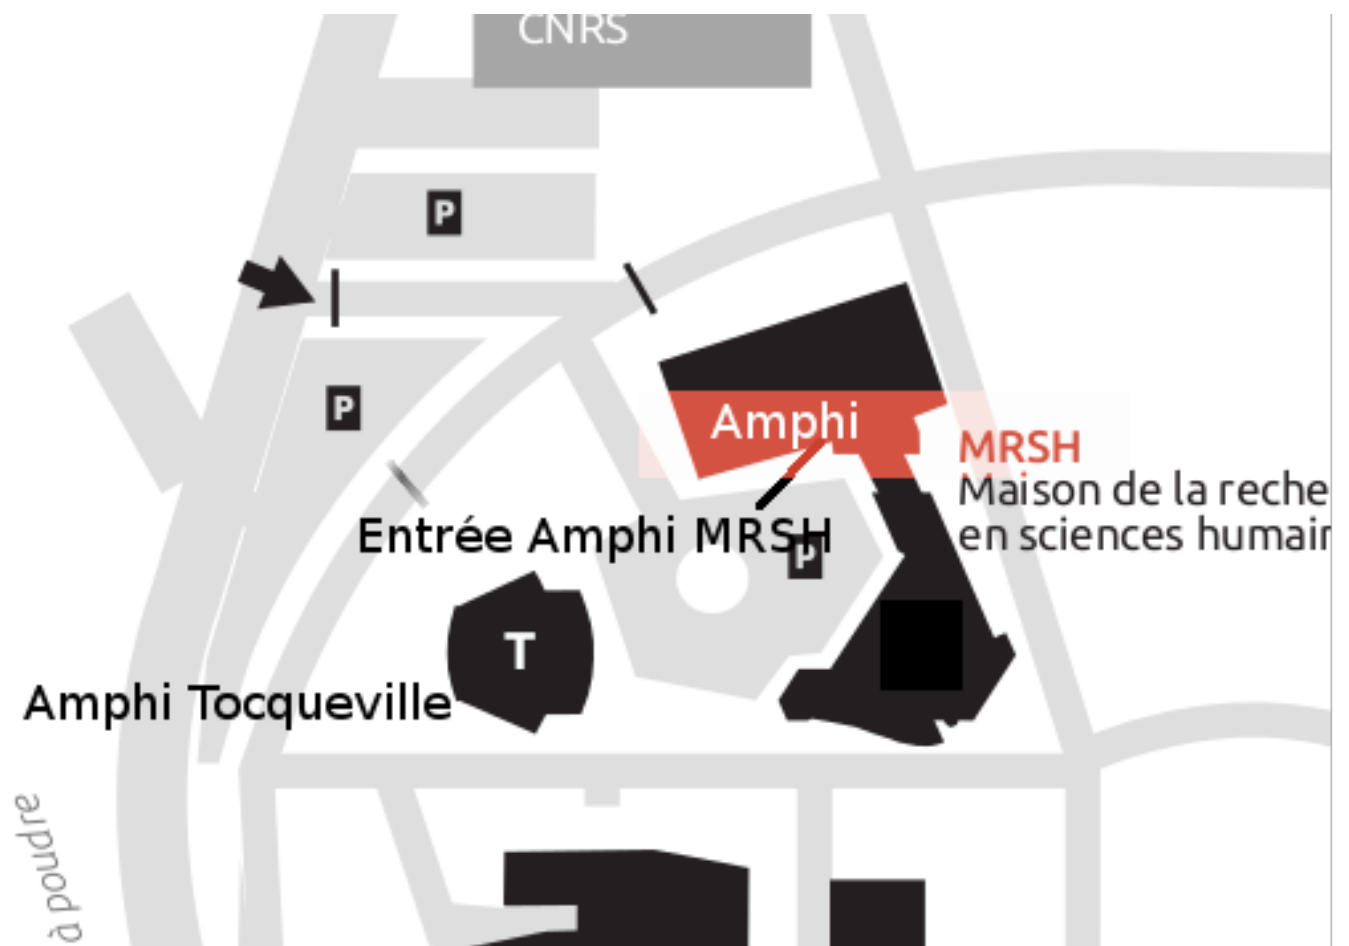 CNRS
P
P
Amphi
MRSH
Maison de la reche
en sciences humair
Entrée Amphi MRSH
P
T
Amphi Tocqueville
à poudre